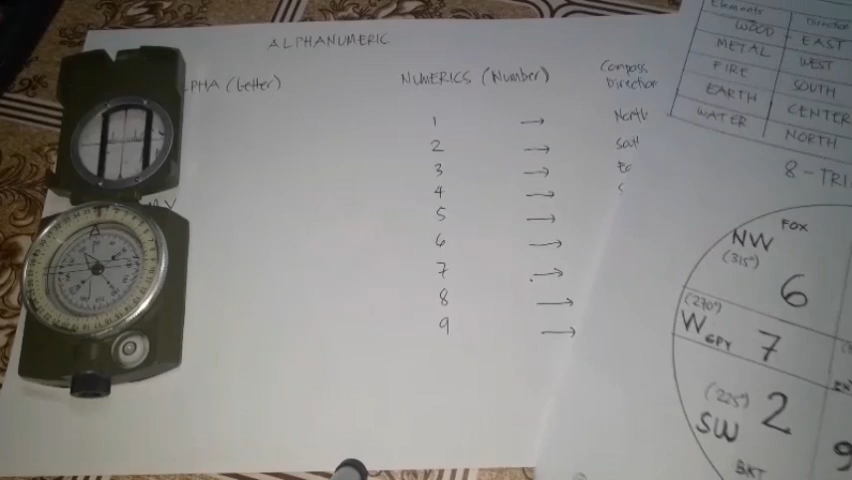 ALPHANUMERIC
PHA (Letter)
NUMERICS (Number)
Compass
Direction
1 → North
2 →
3 →
4 →
5 →
6 →
7 →
8 →
9 →
Elements Direction
WOOD - EAST
METAL WEST
FIRE SOUTH
EARTH CENTER
WATER NORTH
8 - TRI
FOX
NW
(315°)
6
(270°)
W
GPY
7
(225°)
2
SW
BKT
9